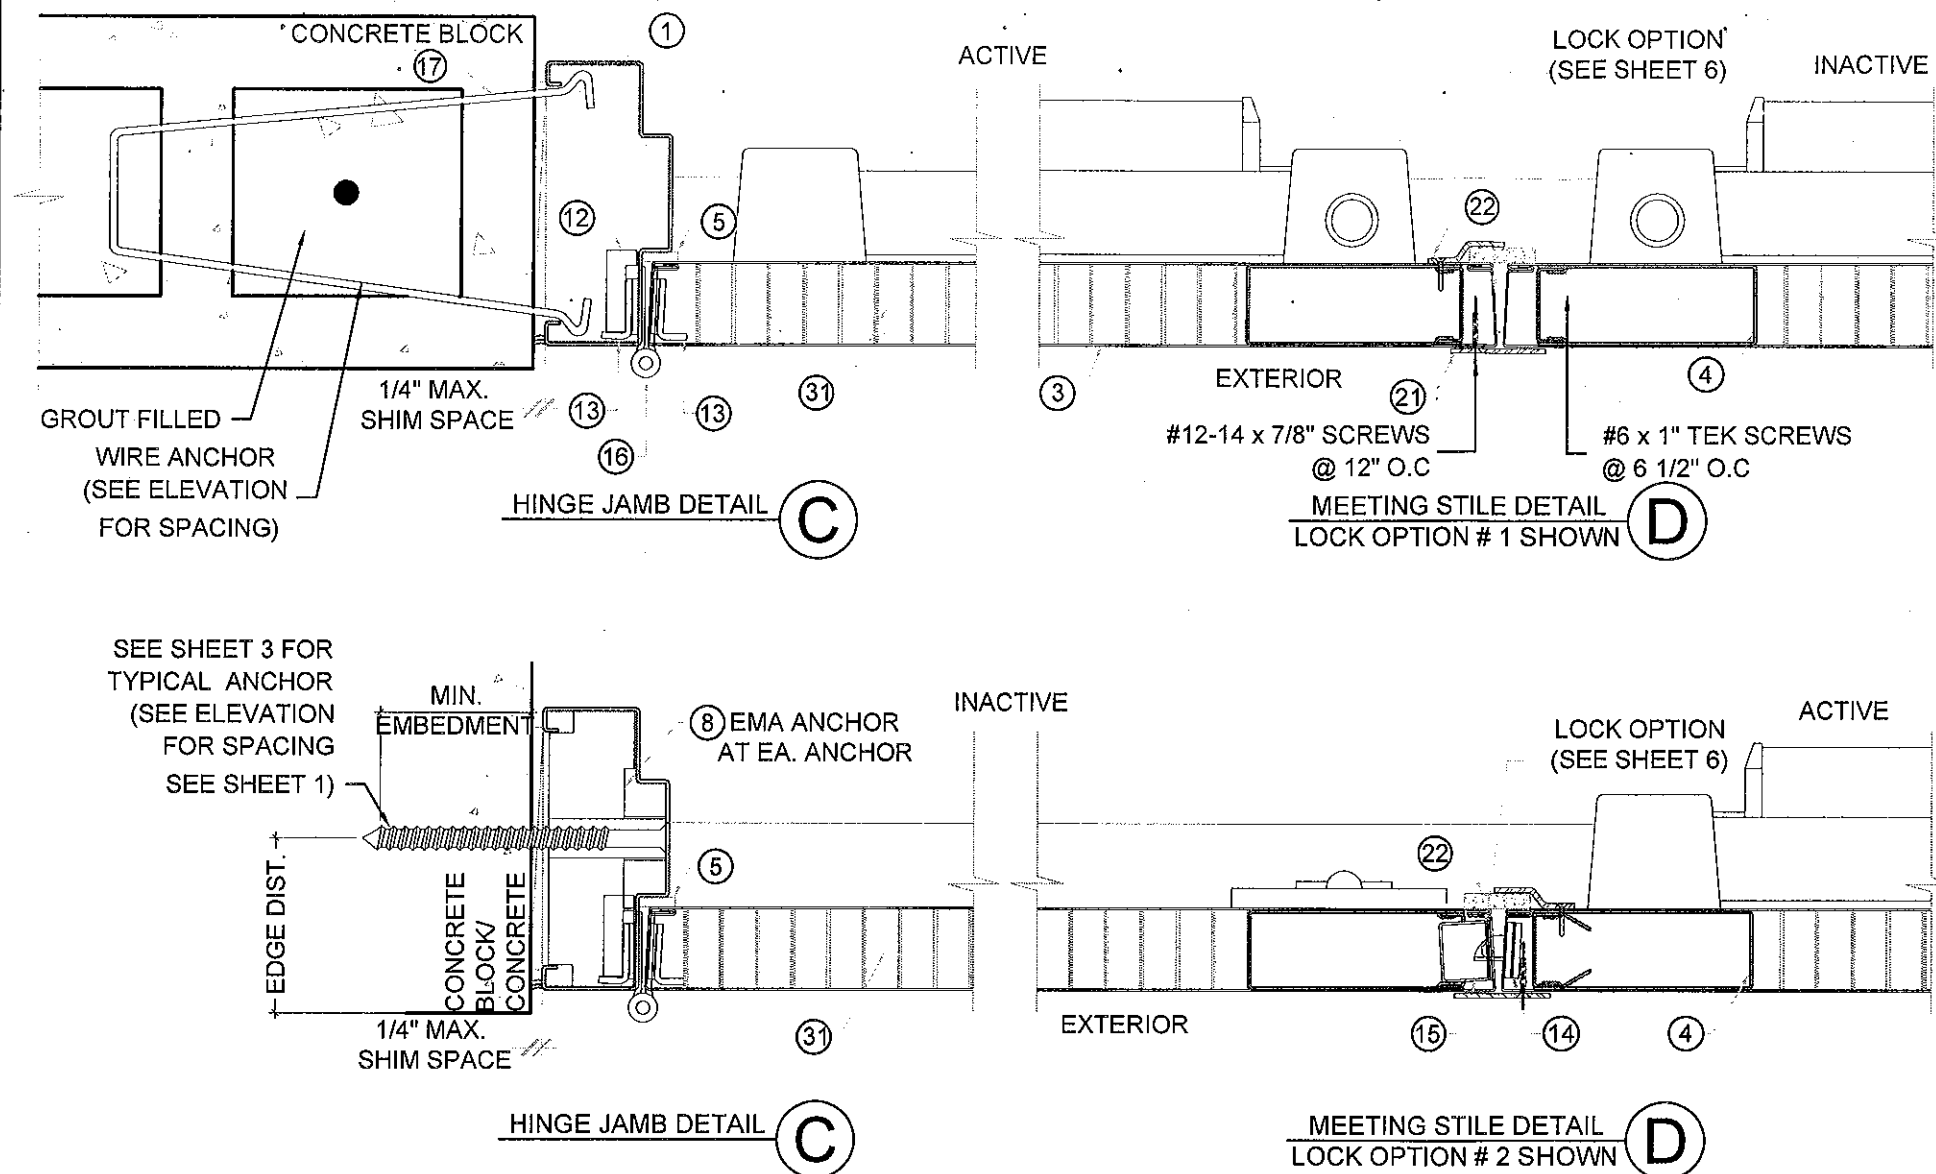 CONCRETE BLOCK
17
1
ACTIVE
LOCK OPTION
(SEE SHEET 6)
INACTIVE
12
5
22
1/4" MAX.
SHIM SPACE
13
13
31
3
EXTERIOR
21
4
GROUT FILLED
WIRE ANCHOR
(SEE ELEVATION
FOR SPACING)
16
#12-14 x 7/8" SCREWS
@ 12" O.C
#6 x 1" TEK SCREWS
@ 6 1/2" O.C
HINGE JAMB DETAIL
C
MEETING STILE DETAIL
LOCK OPTION # 1 SHOWN
D
SEE SHEET 3 FOR
TYPICAL ANCHOR
(SEE ELEVATION
FOR SPACING
SEE SHEET 1)
MIN.
EMBEDMENT
8 EMA ANCHOR
AT EA. ANCHOR
INACTIVE
LOCK OPTION
(SEE SHEET 6)
ACTIVE
5
22
EDGE DIST.
CONCRETE
BLOCK/
CONCRETE
1/4" MAX.
SHIM SPACE
31
EXTERIOR
15
14
4
HINGE JAMB DETAIL
C
MEETING STILE DETAIL
LOCK OPTION # 2 SHOWN
D